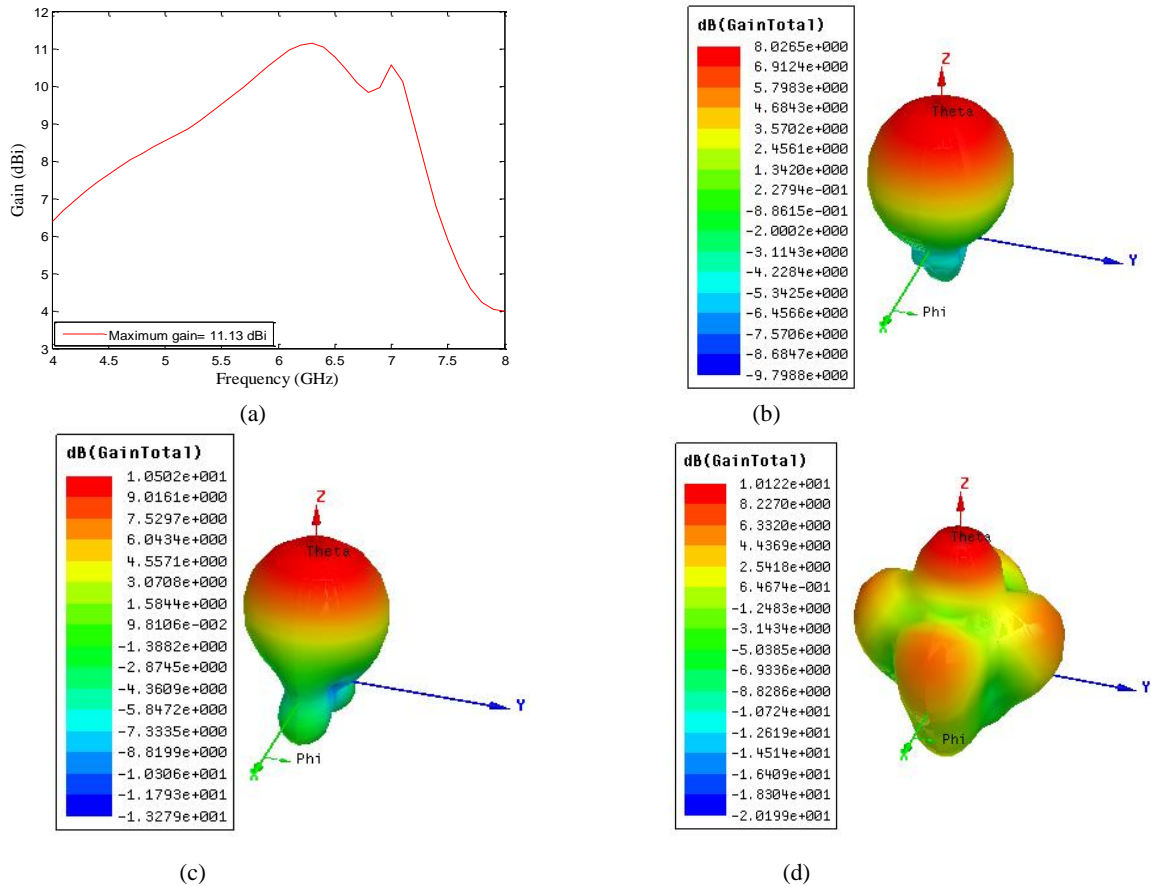 12
11
10
9
8
7
6
5
4
3
Gain (dBi)
Maximum gain= 11.13 dBi
4 4.5 5 5.5 6 6.5 7 7.5 8
Frequency (GHz)
(a)
dB(GainTotal)
8.0265e+000
6.9124e+000
5.7983e+000
4.6843e+000
3.5702e+000
2.4561e+000
1.3420e+000
2.2794e-001
-8.8615e-001
-2.0002e+000
-3.1143e+000
-4.2284e+000
-5.3425e+000
-6.4566e+000
-7.5706e+000
-8.6847e+000
-9.7988e+000
Z
Theta
Y
Phi
X
(b)
dB(GainTotal)
1.0502e+001
9.0161e+000
7.5297e+000
6.0434e+000
4.5571e+000
3.0708e+000
1.5844e+000
9.8106e-002
-1.3882e+000
-2.8745e+000
-4.3609e+000
-5.8472e+000
-7.3335e+000
-8.8199e+000
-1.0306e+001
-1.1793e+001
-1.3279e+001
Z
Theta
Y
Phi
X
(c)
dB(GainTotal)
1.0122e+001
8.2270e+000
6.3320e+000
4.4369e+000
2.5418e+000
6.4674e-001
-1.2483e+000
-3.1434e+000
-5.0385e+000
-6.9336e+000
-8.8286e+000
-1.0724e+001
-1.2619e+001
-1.4514e+001
-1.6409e+001
-1.8304e+001
-2.0199e+001
Z
Theta
Y
Phi
X
(d)